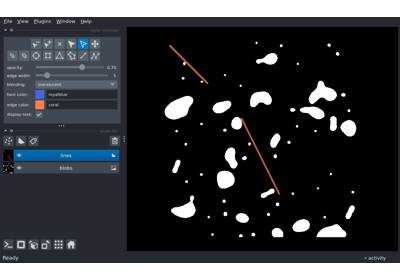 File View Plugins Window Help
opacity: 0.70
edge width: 5
blending: translucent
face color: royalblue
edge color: coral
display text: ✓
lines
blobs
Ready
activity